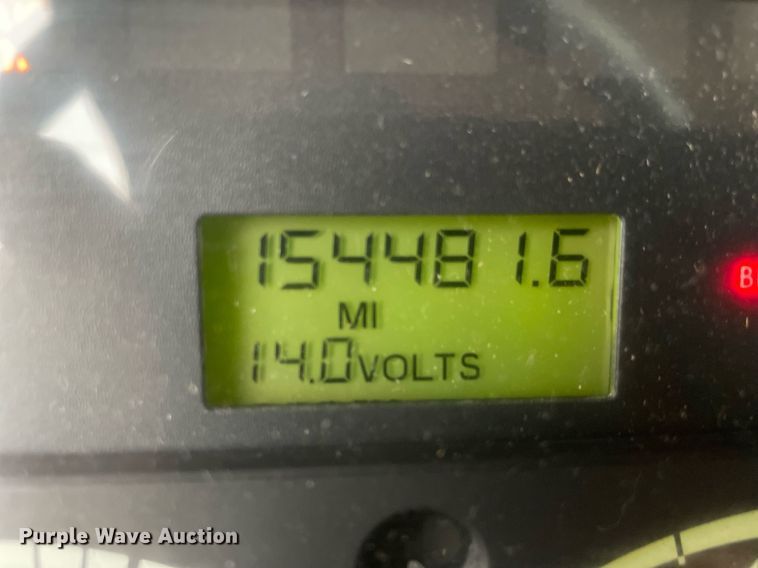 154481.6
MI
14.0VOLTS
Purple Wave Auction